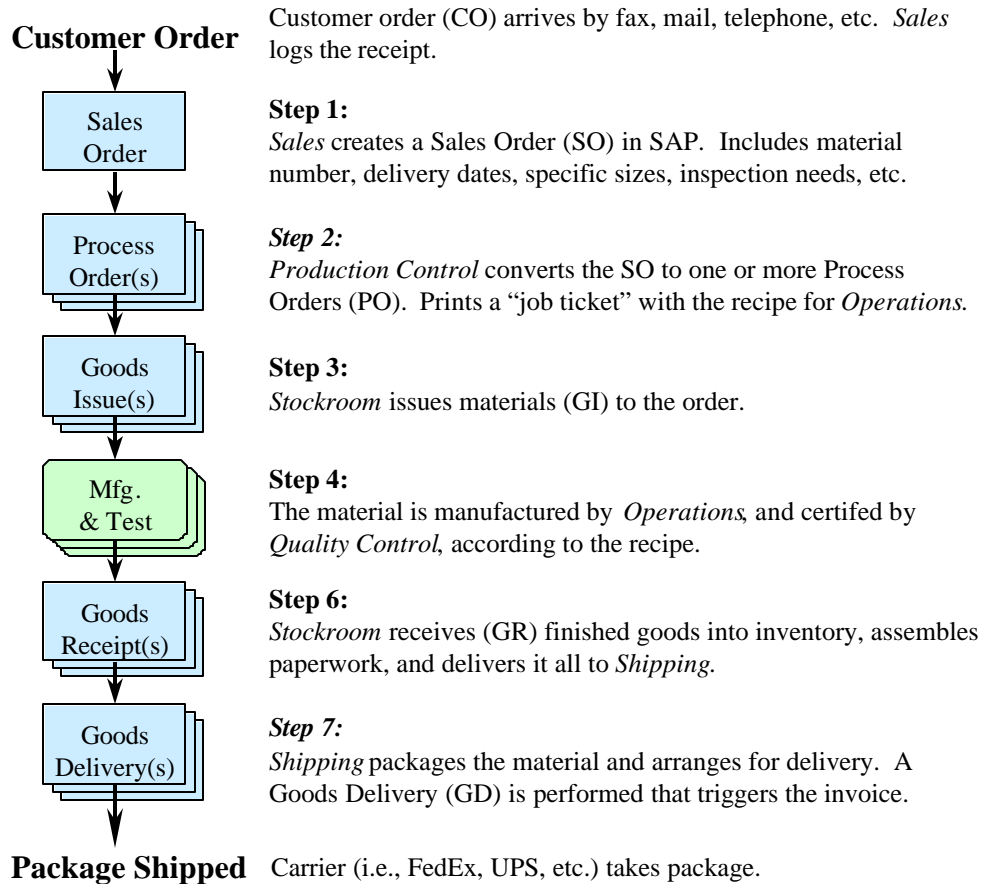 Customer Order
Customer order (CO) arrives by fax, mail, telephone, etc. Sales
logs the receipt.
Sales
Order
Step 1:
Sales creates a Sales Order (SO) in SAP. Includes material
number, delivery dates, specific sizes, inspection needs, etc.
Process
Order(s)
Step 2:
Production Control converts the SO to one or more Process
Orders (PO). Prints a “job ticket” with the recipe for Operations.
Goods
Issue(s)
Step 3:
Stockroom issues materials (GI) to the order.
Mfg.
& Test
Step 4:
The material is manufactured by Operations, and certifed by
Quality Control, according to the recipe.
Goods
Receipt(s)
Step 6:
Stockroom receives (GR) finished goods into inventory, assembles
paperwork, and delivers it all to Shipping.
Goods
Delivery(s)
Step 7:
Shipping packages the material and arranges for delivery. A
Goods Delivery (GD) is performed that triggers the invoice.
Package Shipped
Carrier (i.e., FedEx, UPS, etc.) takes package.